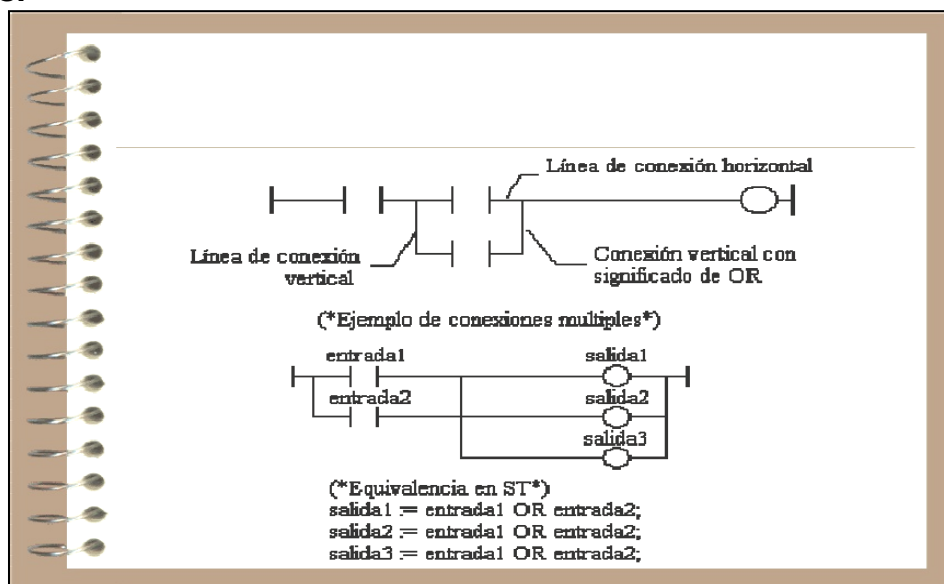 Línea de conexión horizontal
Línea de conexión
vertical
Conexión vertical con
significado de OR
(*Ejemplo de conexiones multiples*)
entrada1
salida1
entrada2
salida2
salida3
(*Equivalencia en ST*)
salida1 := entrada1 OR entrada2;
salida2 := entrada1 OR entrada2;
salida3 := entrada1 OR entrada2;